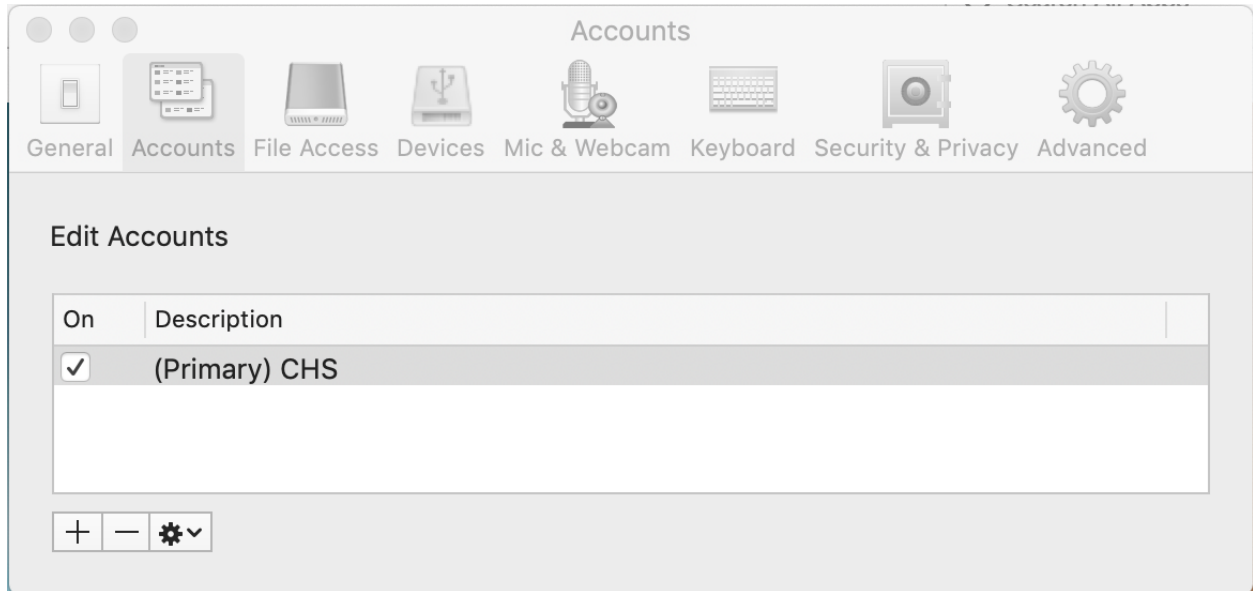 Accounts
General Accounts File Access Devices Mic & Webcam Keyboard Security & Privacy Advanced
Edit Accounts
On Description
(Primary) CHS